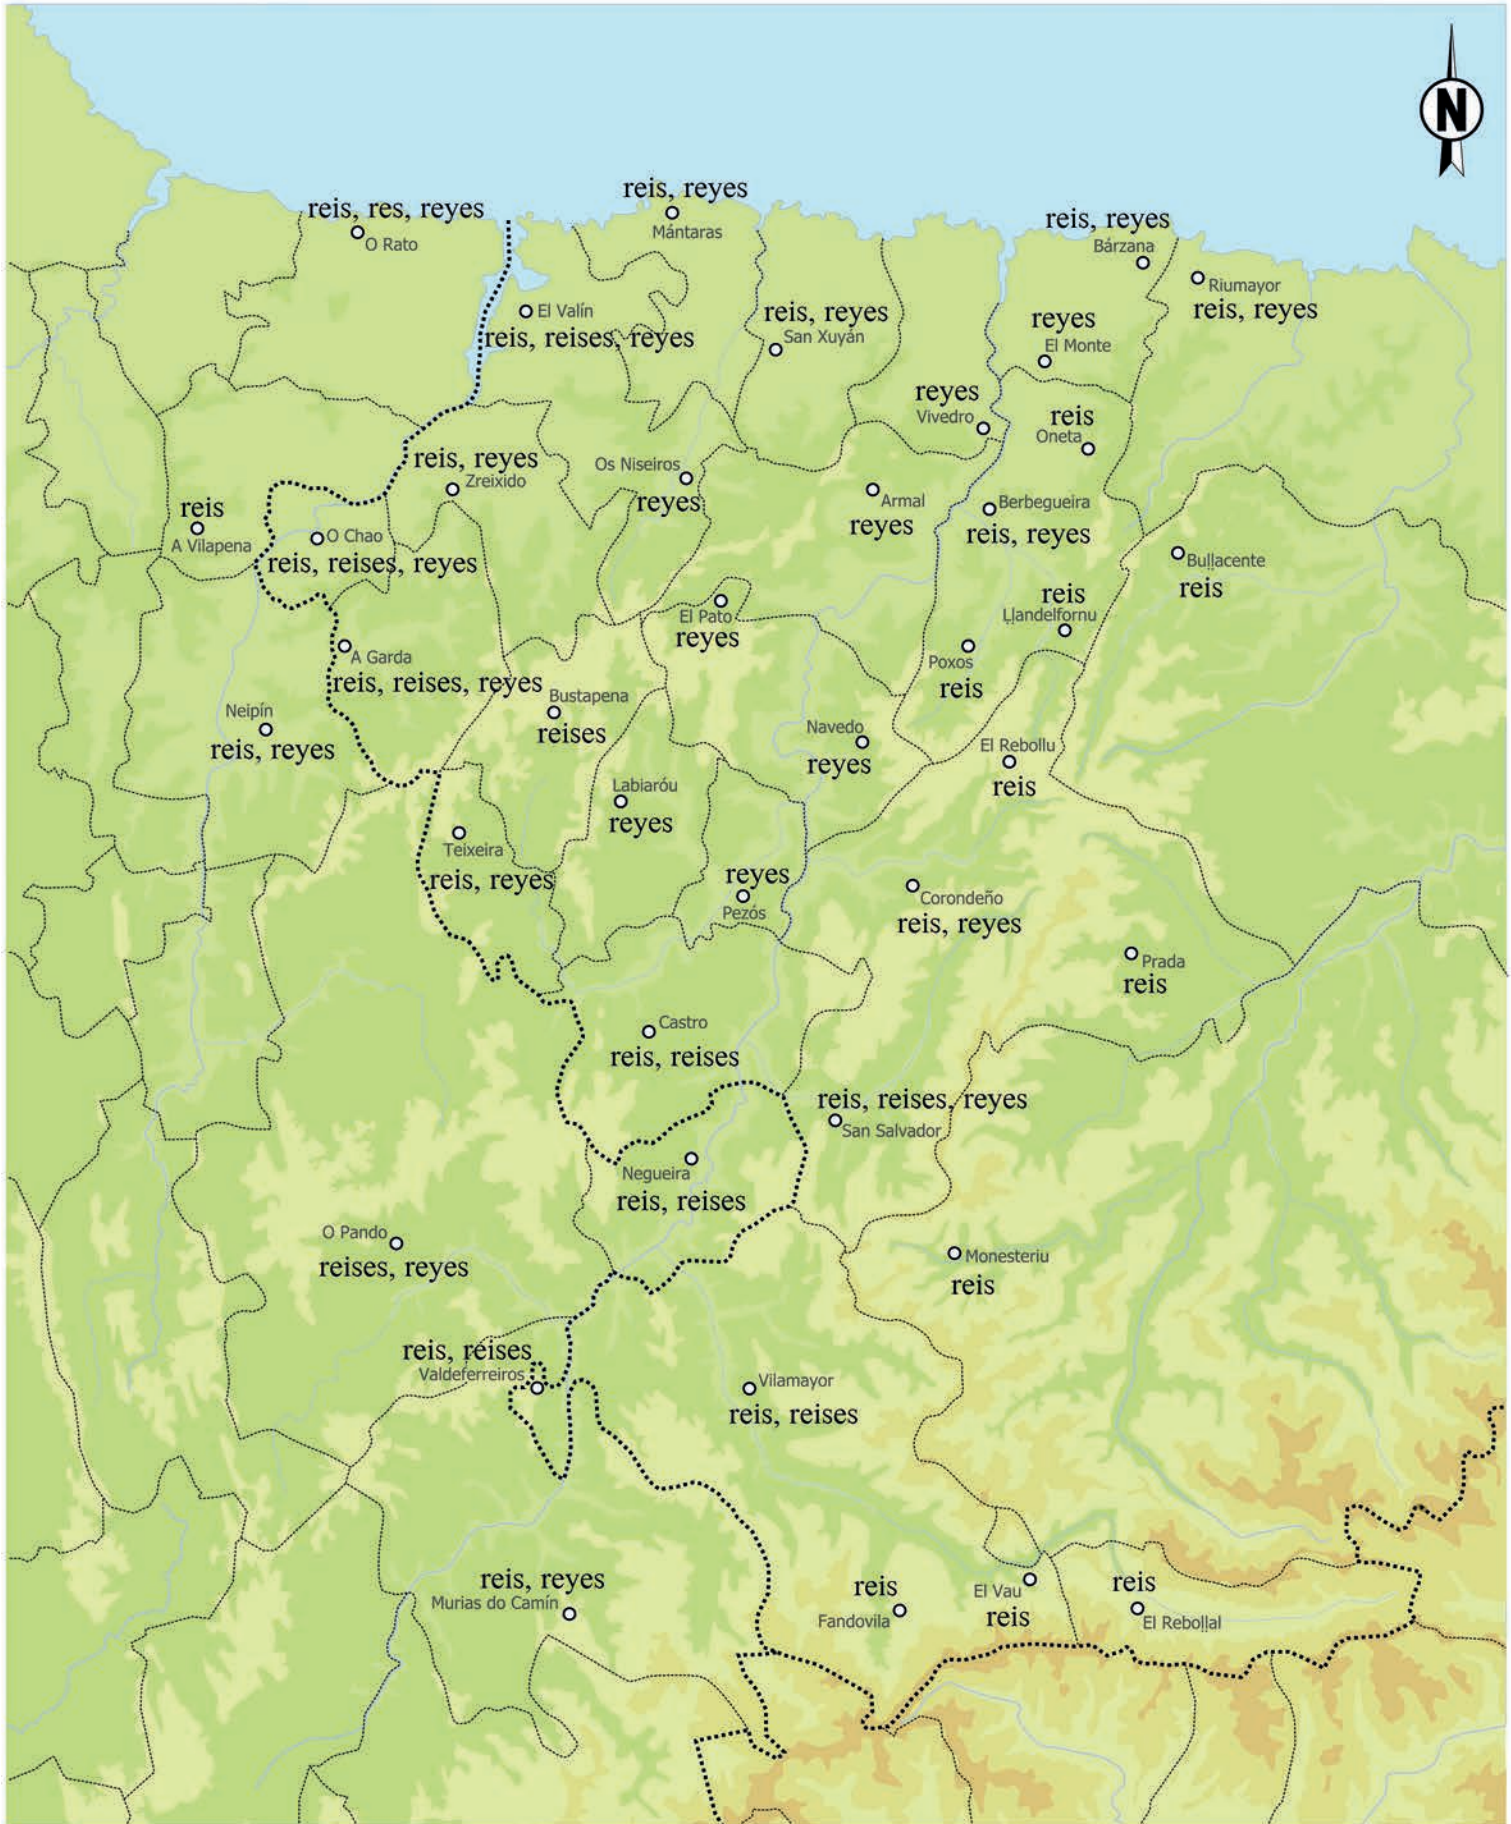 N
reis, reyes
Mántaras
reis, res, reyes
O Rato
reis, reyes
Bárzana
Riumayor
reis, reyes
El Valín
reis, reises, reyes
reis, reyes
San Xuyán
reyes
El Monte
reyes
Vivedro
reis
Oneta
reis, reyes
Zreixido
Os Niseiros
reyes
Armal
reyes
Berbegueira
reis, reyes
reis
A Vilapena
O Chao
reis, reises, reyes
Buḷḷacente
reis
reis
Ḷḷandelfornu
El Pato
reyes
A Garda
reis, reises, reyes
Poxos
reis
Bustapena
reises
Neipín
reis, reyes
Navedo
reyes
El Rebollu
reis
Labiaróu
reyes
Teixeira
reis, reyes
reyes
Pezós
Corondeño
reis, reyes
Prada
reis
Castro
reis, reises
reis, reises, reyes
San Salvador
Negueira
reis, reises
O Pando
reises, reyes
Monesteriu
reis
reis, reises
Valdeferreiros
Vilamayor
reis, reises
reis, reyes
Murias do Camín
reis
Fandovila
El Vau
reis
reis
El Reboḷḷal